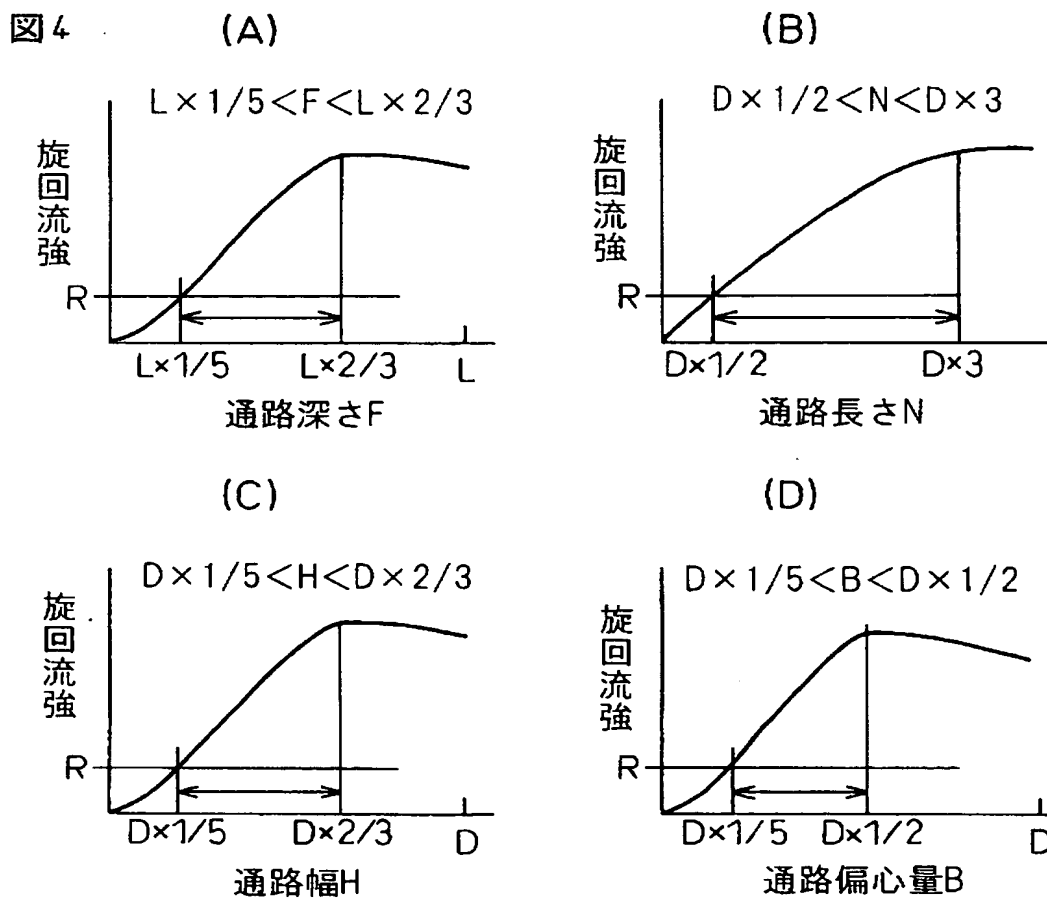 図4
(A)
L×1/5<F<L×2/3
旋回流強
R
L×1/5
L×2/3
L
通路深さF
(B)
D×1/2<N<D×3
旋回流強
R
D×1/2
D×3
通路長さN
(C)
D×1/5<H<D×2/3
旋回流強
R
D×1/5
D×2/3
D
通路幅H
(D)
D×1/5<B<D×1/2
旋回流強
R
D×1/5
D×1/2
D
通路偏心量B